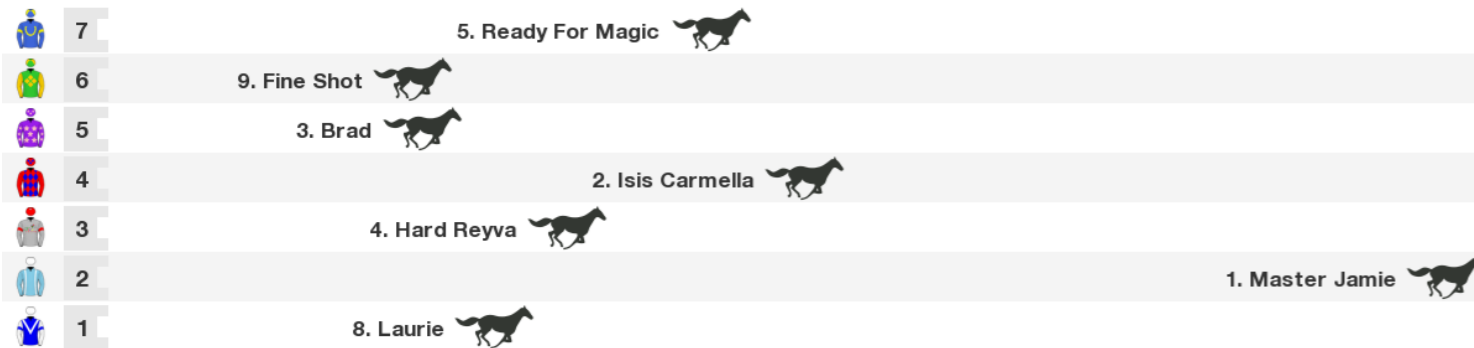 7 5. Ready For Magic
6 9. Fine Shot
5 3. Brad
4 2. Isis Carmella
3 4. Hard Reyva
2 1. Master Jamie
1 8. Laurie